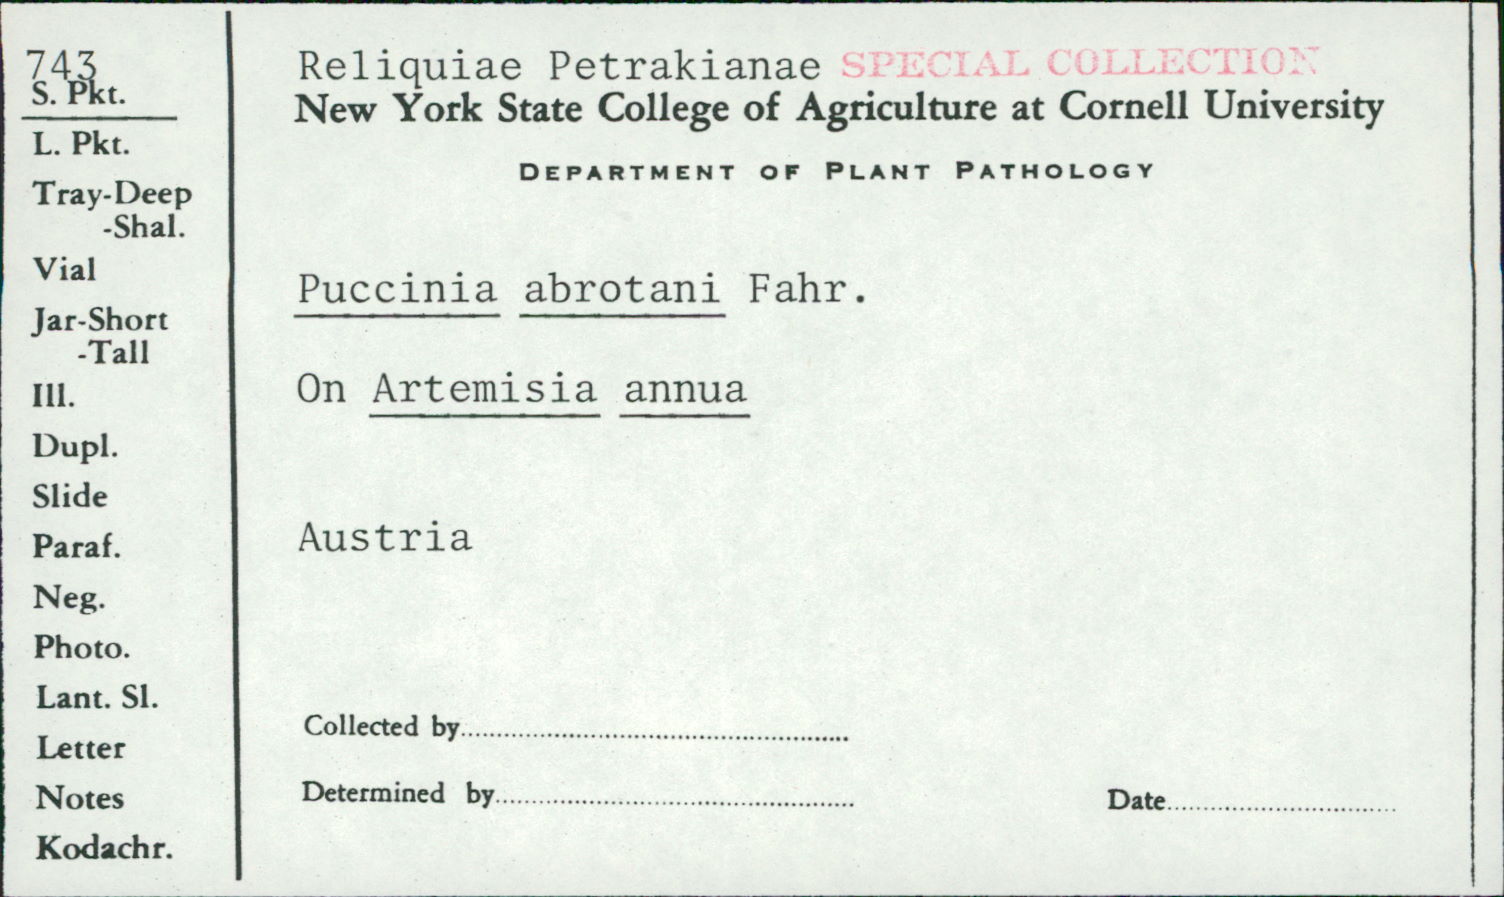 743
S. Pkt.
L. Pkt.
Tray-Deep
-Shal.
Vial
Jar-Short
-Tall
Ill.
Dupl.
Slide
Paraf.
Neg.
Photo.
Lant. Sl.
Letter
Notes
Kodachr.
Reliquiae Petrakianae SPECIAL COLLECTION
New York State College of Agriculture at Cornell University
DEPARTMENT OF PLANT PATHOLOGY
Puccinia abrotani Fahr.
On Artemisia annua
Austria
Collected by
Determined by
Date